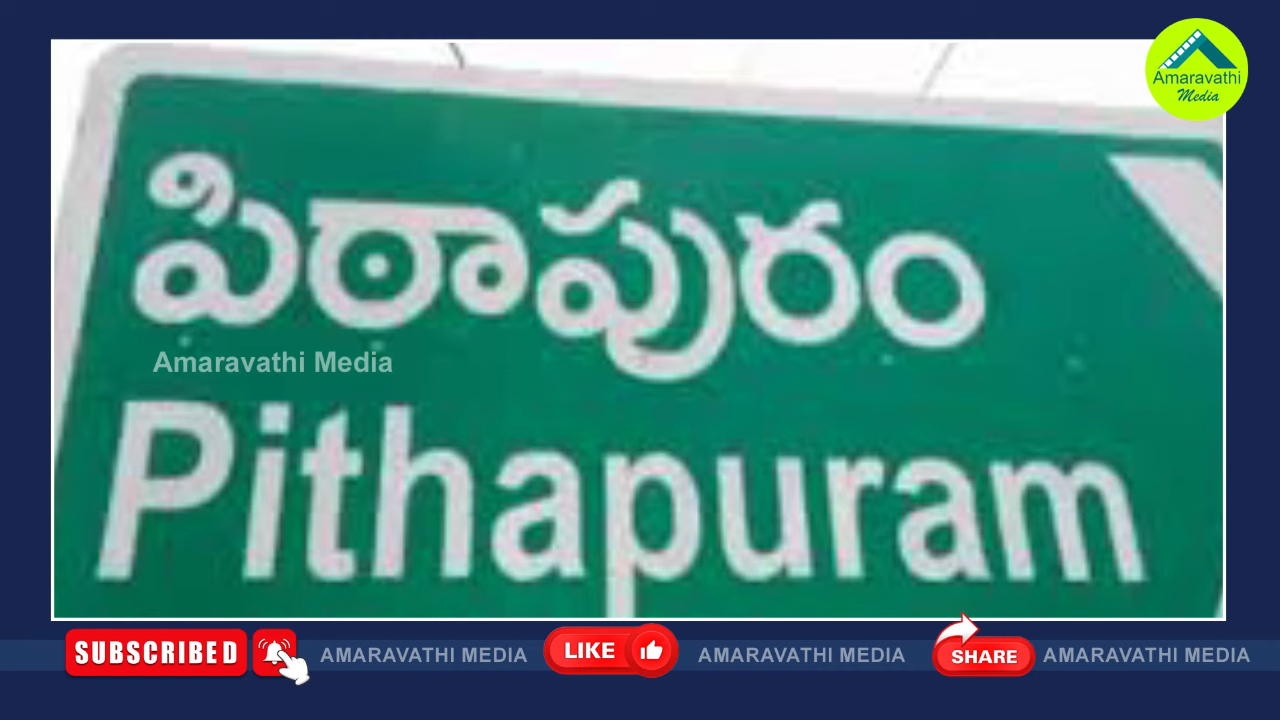 Amaravathi
Media
పిఠాపురం
Amaravathi Media
Pithapuram
SUBSCRIBED
AMARAVATHI MEDIA
LIKE
AMARAVATHI MEDIA
SHARE
AMARAVATHI MEDIA